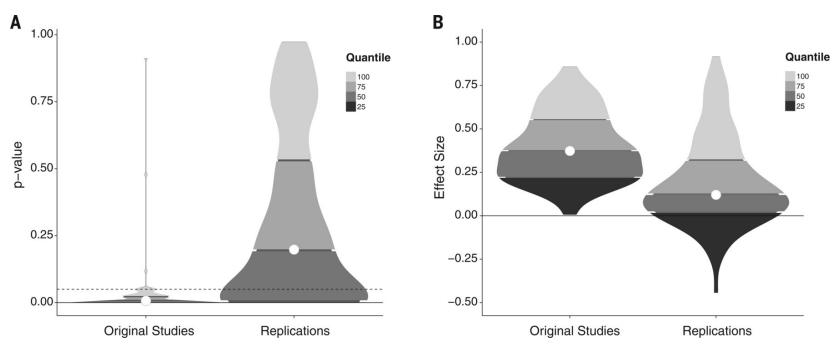 A
1.00
0.75
0.50
0.25
0.00
p−value
Original Studies
Replications
Quantile
100
75
50
25
B
1.00
0.75
0.50
0.25
0.00
−0.25
−0.50
Effect Size
Original Studies
Replications
Quantile
100
75
50
25